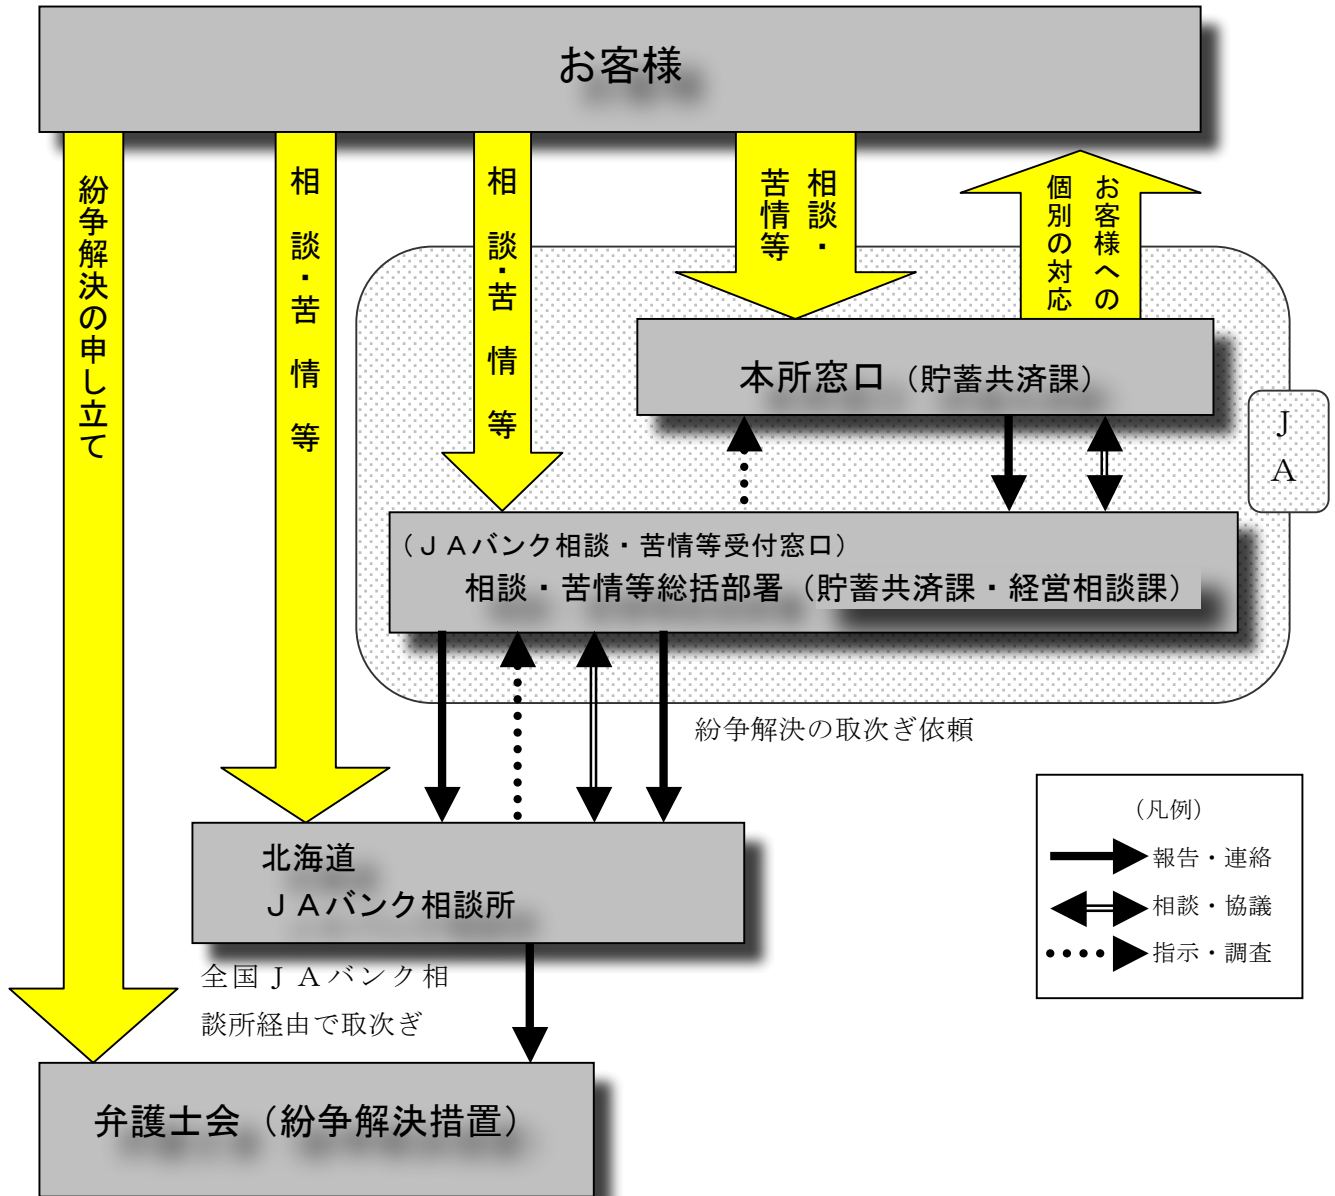 お客様
紛争解決の申し立て
相談・苦情等
相談・苦情等
相談・
苦情等
お客様への
個別の対応
本所窓口（貯蓄共済課）
ＪＡ
（ＪＡバンク相談・苦情等受付窓口）
相談・苦情等総括部署（貯蓄共済課・経営相談課）
紛争解決の取次ぎ依頼
北海道
ＪＡバンク相談所
（凡例）
報告・連絡
相談・協議
指示・調査
全国ＪＡバンク相
談所経由で取次ぎ
弁護士会（紛争解決措置）